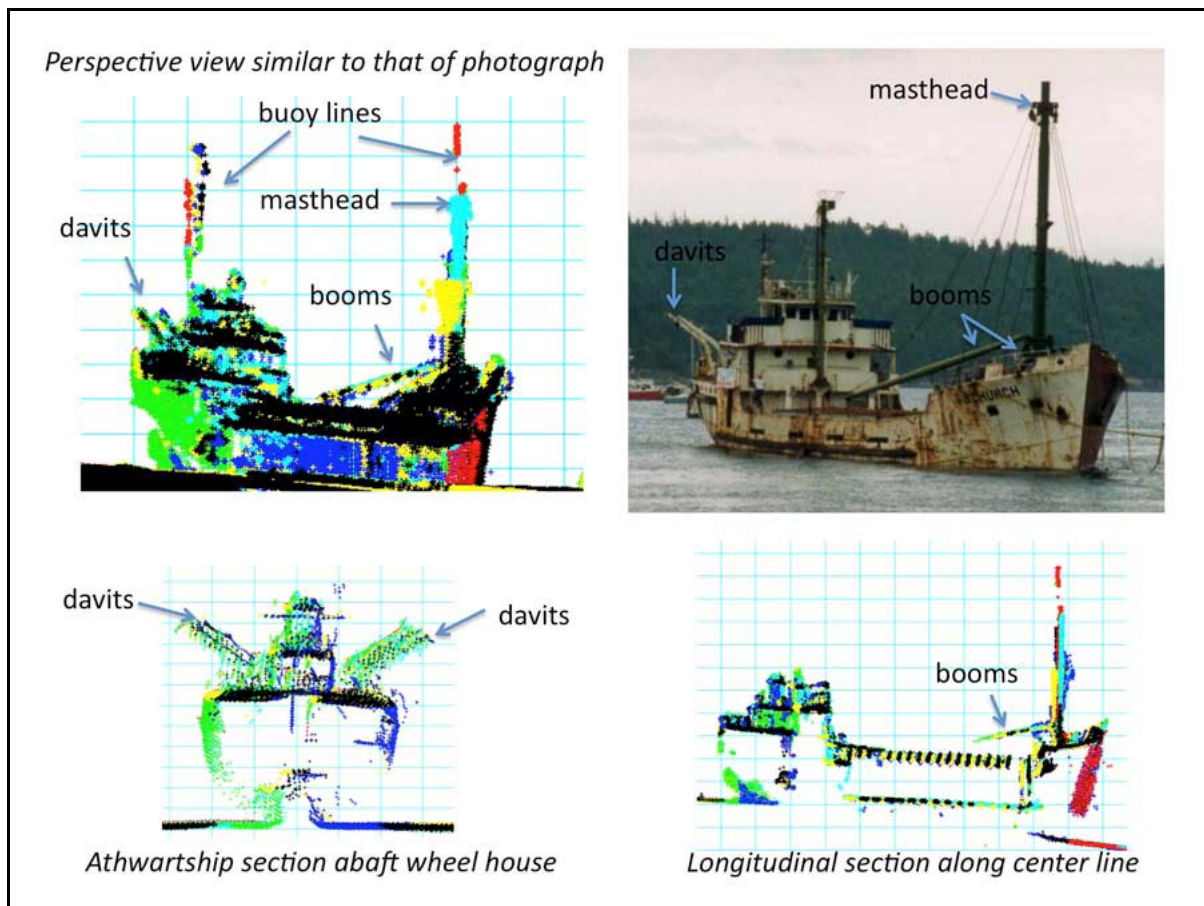 Perspective view similar to that of photograph
buoy lines
masthead
davits
booms
masthead
davits
booms
CHURCH
davits
davits
Athwartship section abaft wheel house
booms
Longitudinal section along center line